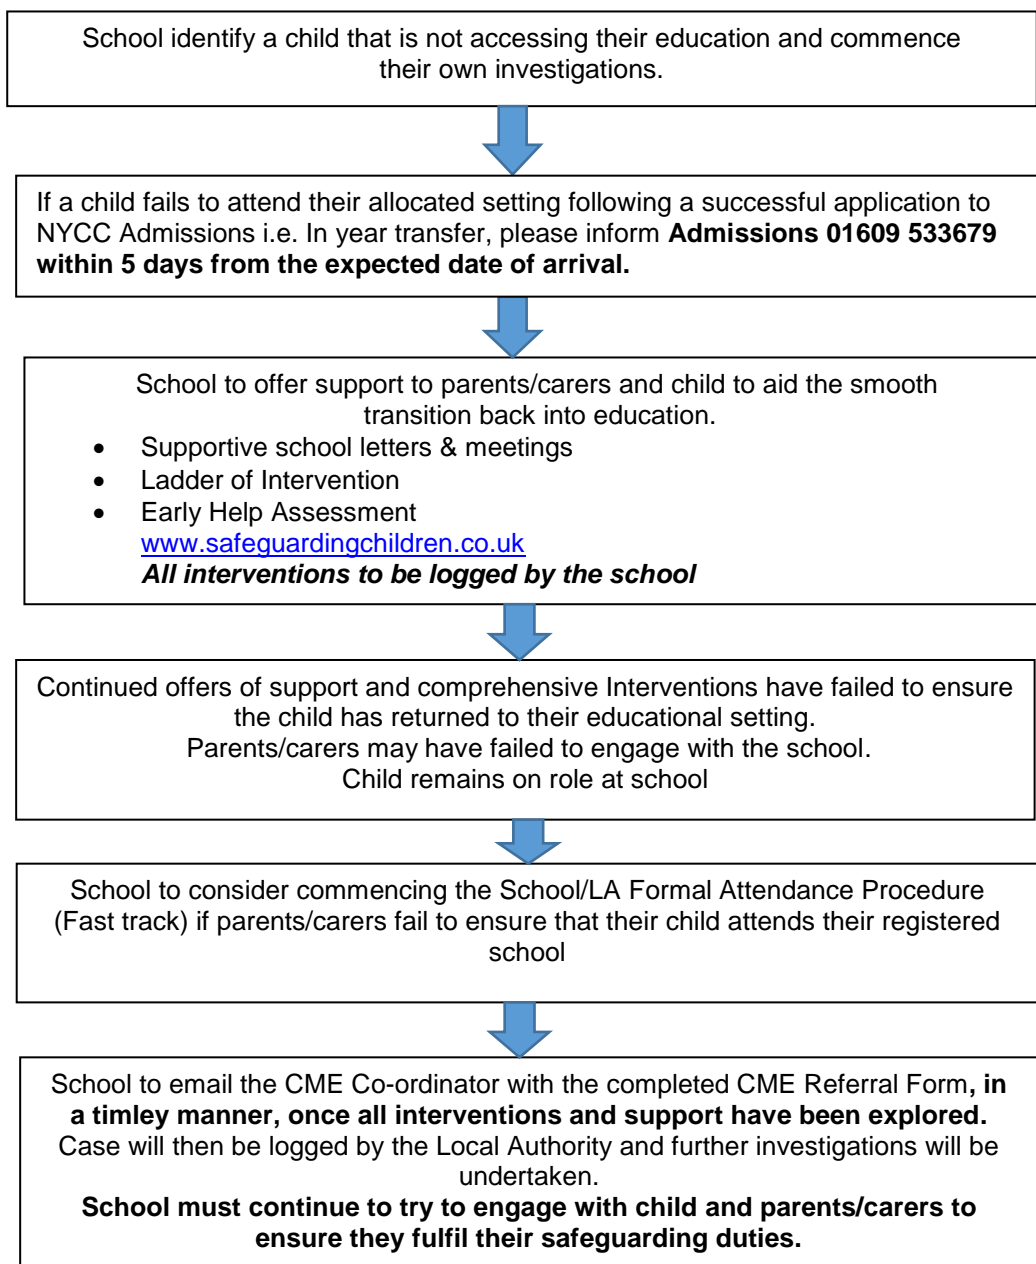 School identify a child that is not accessing their education and commence
their own investigations.
If a child fails to attend their allocated setting following a successful application to
NYCC Admissions i.e. In year transfer, please inform Admissions 01609 533679
within 5 days from the expected date of arrival.
School to offer support to parents/carers and child to aid the smooth
transition back into education.
• Supportive school letters & meetings
• Ladder of Intervention
• Early Help Assessment
www.safeguardingchildren.co.uk
All interventions to be logged by the school
Continued offers of support and comprehensive Interventions have failed to ensure
the child has returned to their educational setting.
Parents/carers may have failed to engage with the school.
Child remains on role at school
School to consider commencing the School/LA Formal Attendance Procedure
(Fast track) if parents/carers fail to ensure that their child attends their registered
school
School to email the CME Co-ordinator with the completed CME Referral Form, in
a timley manner, once all interventions and support have been explored.
Case will then be logged by the Local Authority and further investigations will be
undertaken.
School must continue to try to engage with child and parents/carers to
ensure they fulfil their safeguarding duties.